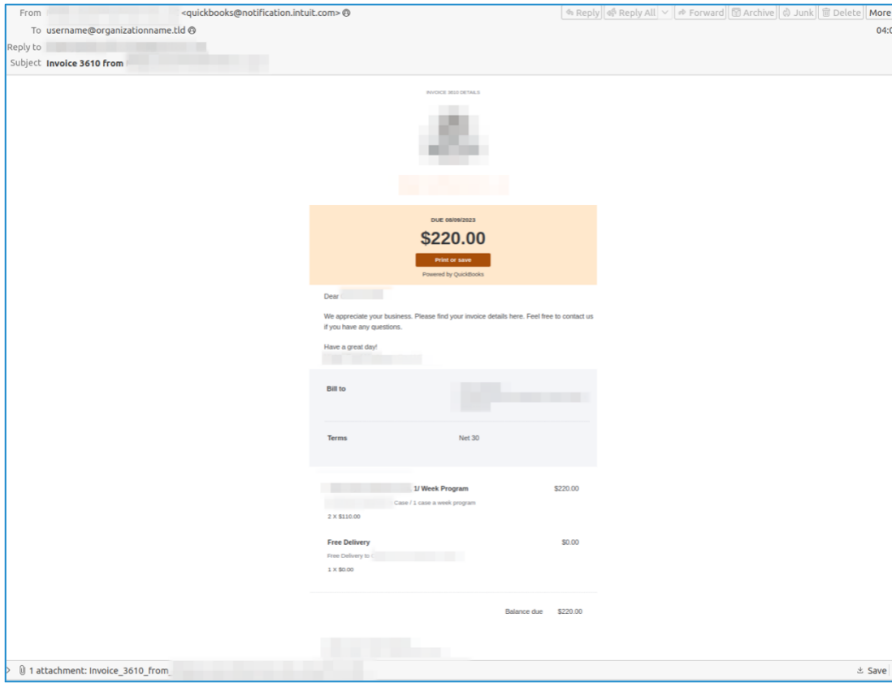 From <quickbooks@notification.intuit.com>
Reply Reply All Forward Archive Junk Delete More
To username@organizationname.tld
04:0
Reply to
Subject Invoice 3610 from
INVOICE 3610 DETAILS
DUE 09/09/2023
$220.00
Print or save
Powered by QuickBooks
Dear
We appreciate your business. Please find your invoice details here. Feel free to contact us
if you have any questions.
Have a great day!
Bill to
Terms Net 30
1/ Week Program $220.00
Case / 1 case a week program
2 X $110.00
Free Delivery $0.00
Free Delivery to
1 X $0.00
Balance due $220.00
1 attachment: Invoice_3610_from_ Save